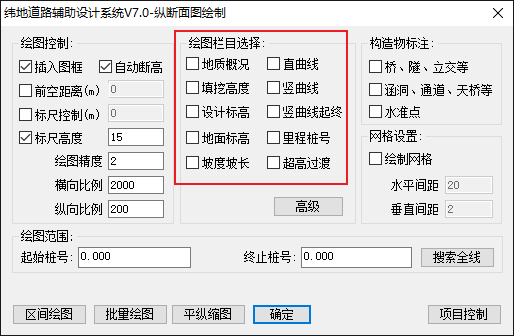 纬地道路辅助设计系统V7.0-纵断面图绘制
绘图控制:
插入图框 自动断高
前空距离(m) 0
标尺控制(m) 0
标尺高度 15
绘图精度 2
横向比例 2000
纵向比例 200
绘图栏目选择:
地质概况 直曲线
填挖高度 竖曲线
设计标高 竖曲线起终
地面标高 里程桩号
坡度坡长 超高过渡
高级
构造物标注:
桥、隧、立交等
涵洞、通道、天桥等
水准点
网格设置:
绘制网格
水平间距 20
垂直间距 2
绘图范围:
起始桩号: 0.000 终止桩号: 0.000 搜索全线
区间绘图 批量绘图 平纵缩图 确定 项目控制